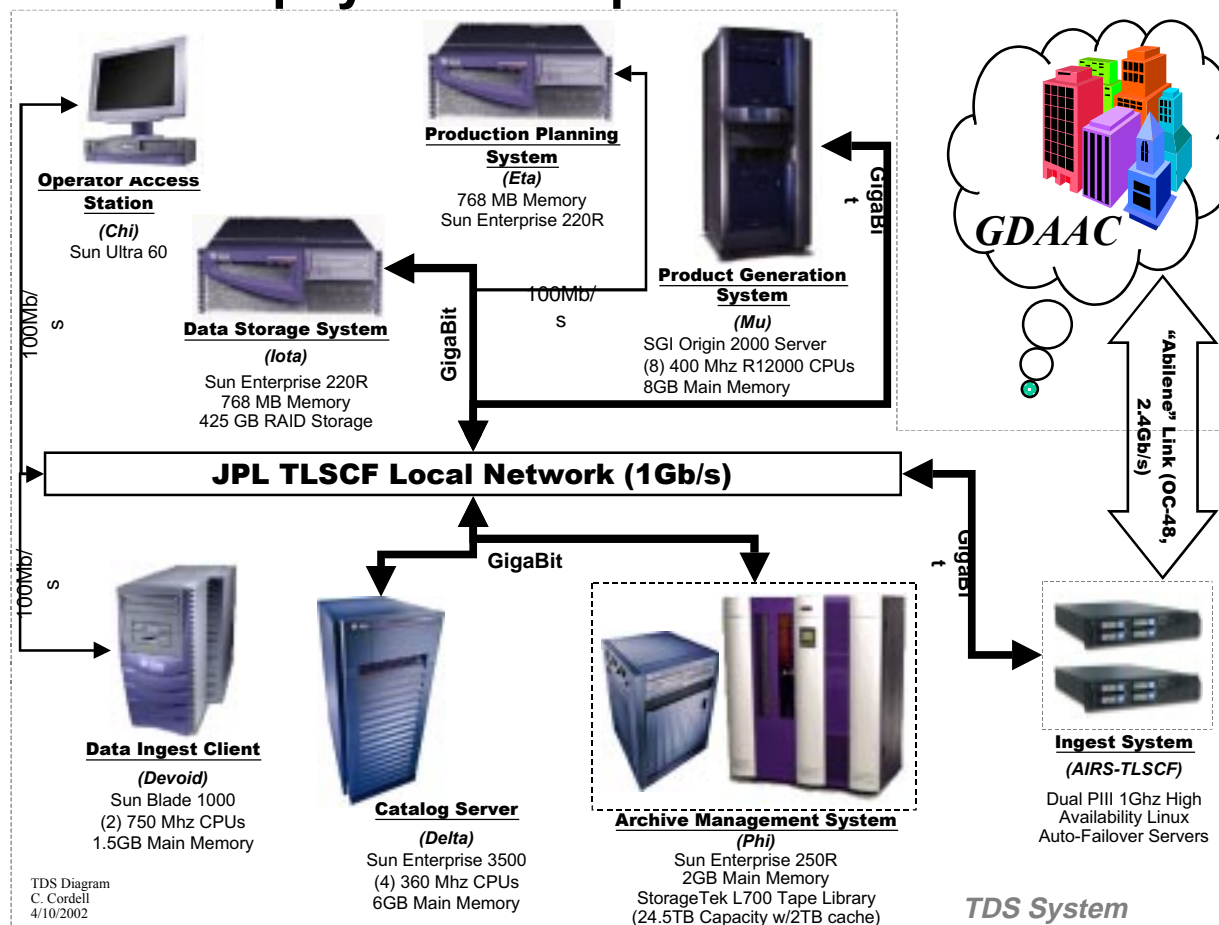 Production Planning
System
(Eta)
768 MB Memory
Sun Enterprise 220R
Operator Access
Station
(Chi)
Sun Ultra 60
GigaBi
t
GDAAC
Product Generation
System
(Mu)
SGI Origin 2000 Server
(8) 400 Mhz R12000 CPUs
8GB Main Memory
100Mb/
s
100Mb/
s
Data Storage System
(Iota)
Sun Enterprise 220R
768 MB Memory
425 GB RAID Storage
GigaBit
"Abilene" Link (OC-48,
2.4Gb/s)
JPL TLSCF Local Network (1Gb/s)
100Mb/
s
GigaBit
GigaBi
t
Data Ingest Client
(Devoid)
Sun Blade 1000
(2) 750 Mhz CPUs
1.5GB Main Memory
Catalog Server
(Delta)
Sun Enterprise 3500
(4) 360 Mhz CPUs
6GB Main Memory
Archive Management System
(Phi)
Sun Enterprise 250R
2GB Main Memory
StorageTek L700 Tape Library
(24.5TB Capacity w/2TB cache)
Ingest System
(AIRS-TLSCF)
Dual PIII 1Ghz High
Availability Linux
Auto-Failover Servers
TDS Diagram
C. Cordell
4/10/2002
TDS System